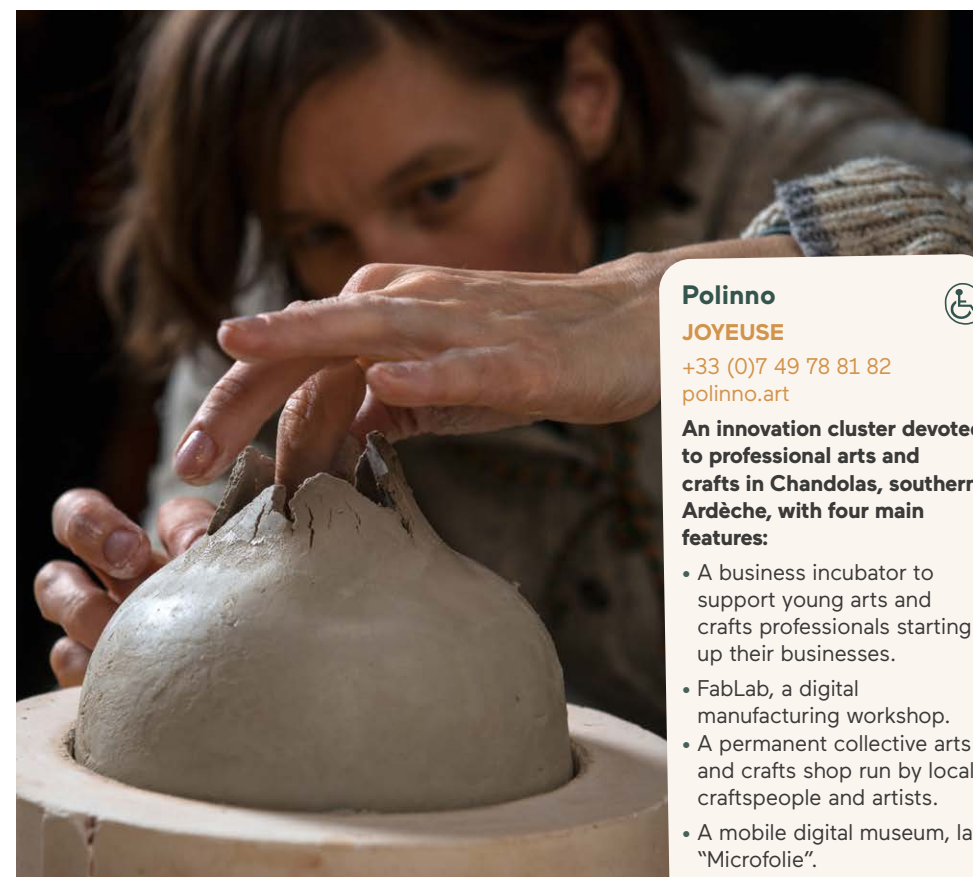 Polinno
JOYEUSE
+33 (0)7 49 78 81 82
polinno.art
An innovation cluster devoted
to professional arts and
crafts in Chandolas, southern
Ardèche, with four main
features:
• A business incubator to
support young arts and
crafts professionals starting
up their businesses.
• FabLab, a digital
manufacturing workshop.
• A permanent collective arts
and crafts shop run by local
craftspeople and artists.
• A mobile digital museum, la
“Microfolie”.